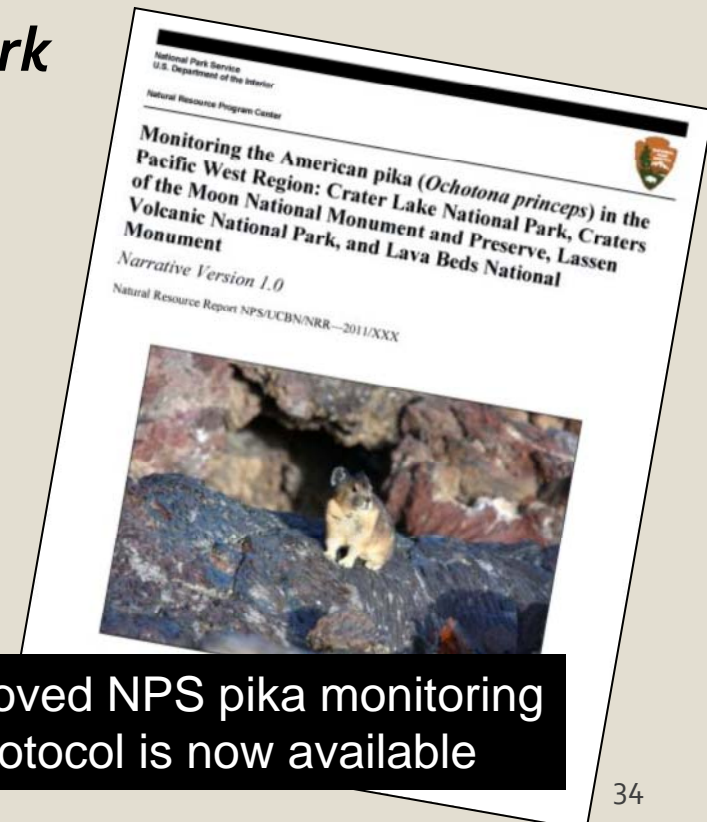 rk
National Park Service
U.S. Department of the Interior
Natural Resource Program Center
Monitoring the American pika (Ochotona princeps) in the
Pacific West Region: Crater Lake National Park, Craters
of the Moon National Monument and Preserve, Lassen
Volcanic National Park, and Lava Beds National
Monument
Narrative Version 1.0
Natural Resource Report NPS/UCBN/NRR—2011/XXX
oved NPS pika monitoring
otocol is now available
34